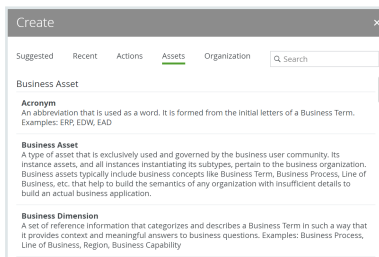 Create
×
Suggested Recent Actions Assets Organization Search
Business Asset
Acronym
An abbreviation that is used as a word. It is formed from the initial letters of a Business Term.
Examples: ERP, EDW, EAD
Business Asset
A type of asset that is exclusively used and governed by the business user community. Its
instance assets, and all instances instantiating its subtypes, pertain to the business organization.
Business assets typically include business concepts like Business Term, Business Process, Line of
Business, etc. that help to build the semantics of any organization with insufficient details to
build an actual business application.
Business Dimension
A set of reference information that categorizes and describes a Business Term in such a way that
it provides context and meaningful answers to business questions. Examples: Business Process,
Line of Business, Region, Business Capability